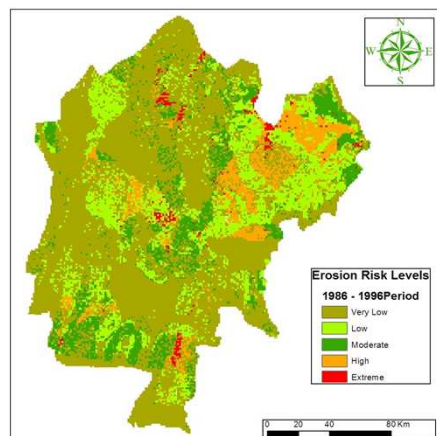 N
W E
S
Erosion Risk Levels
1986 - 1996Period
Very Low
Low
Moderate
High
Extreme
0 20 40 80 Km